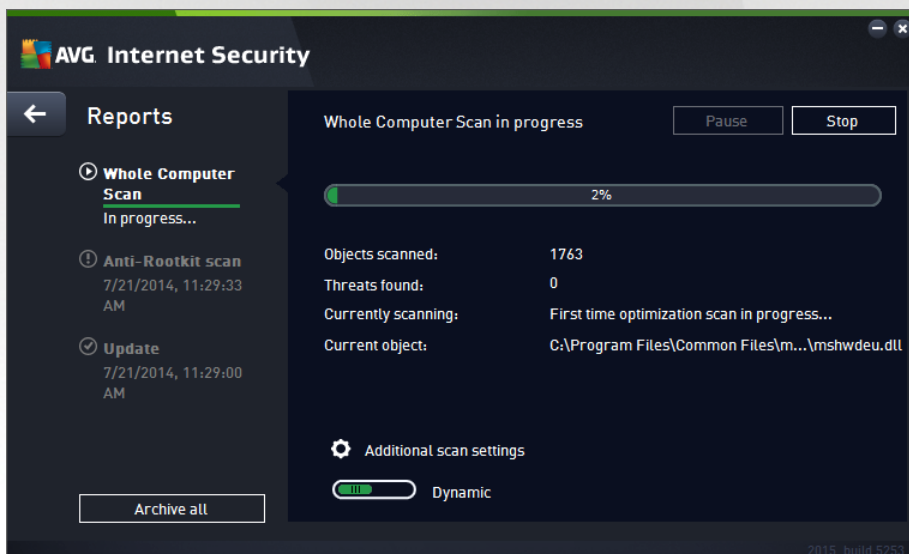 AVG. Internet Security
Reports
Whole Computer
Scan
In progress...
Anti-Rootkit scan
7/21/2014, 11:29:33
AM
Update
7/21/2014, 11:29:00
AM
Archive all
Whole Computer Scan in progress
Pause
Stop
2%
Objects scanned: 1763
Threats found: 0
Currently scanning: First time optimization scan in progress...
Current object: C:\Program Files\Common Files\m...\mshwdeu.dll
Additional scan settings
Dynamic
2015, build 5253